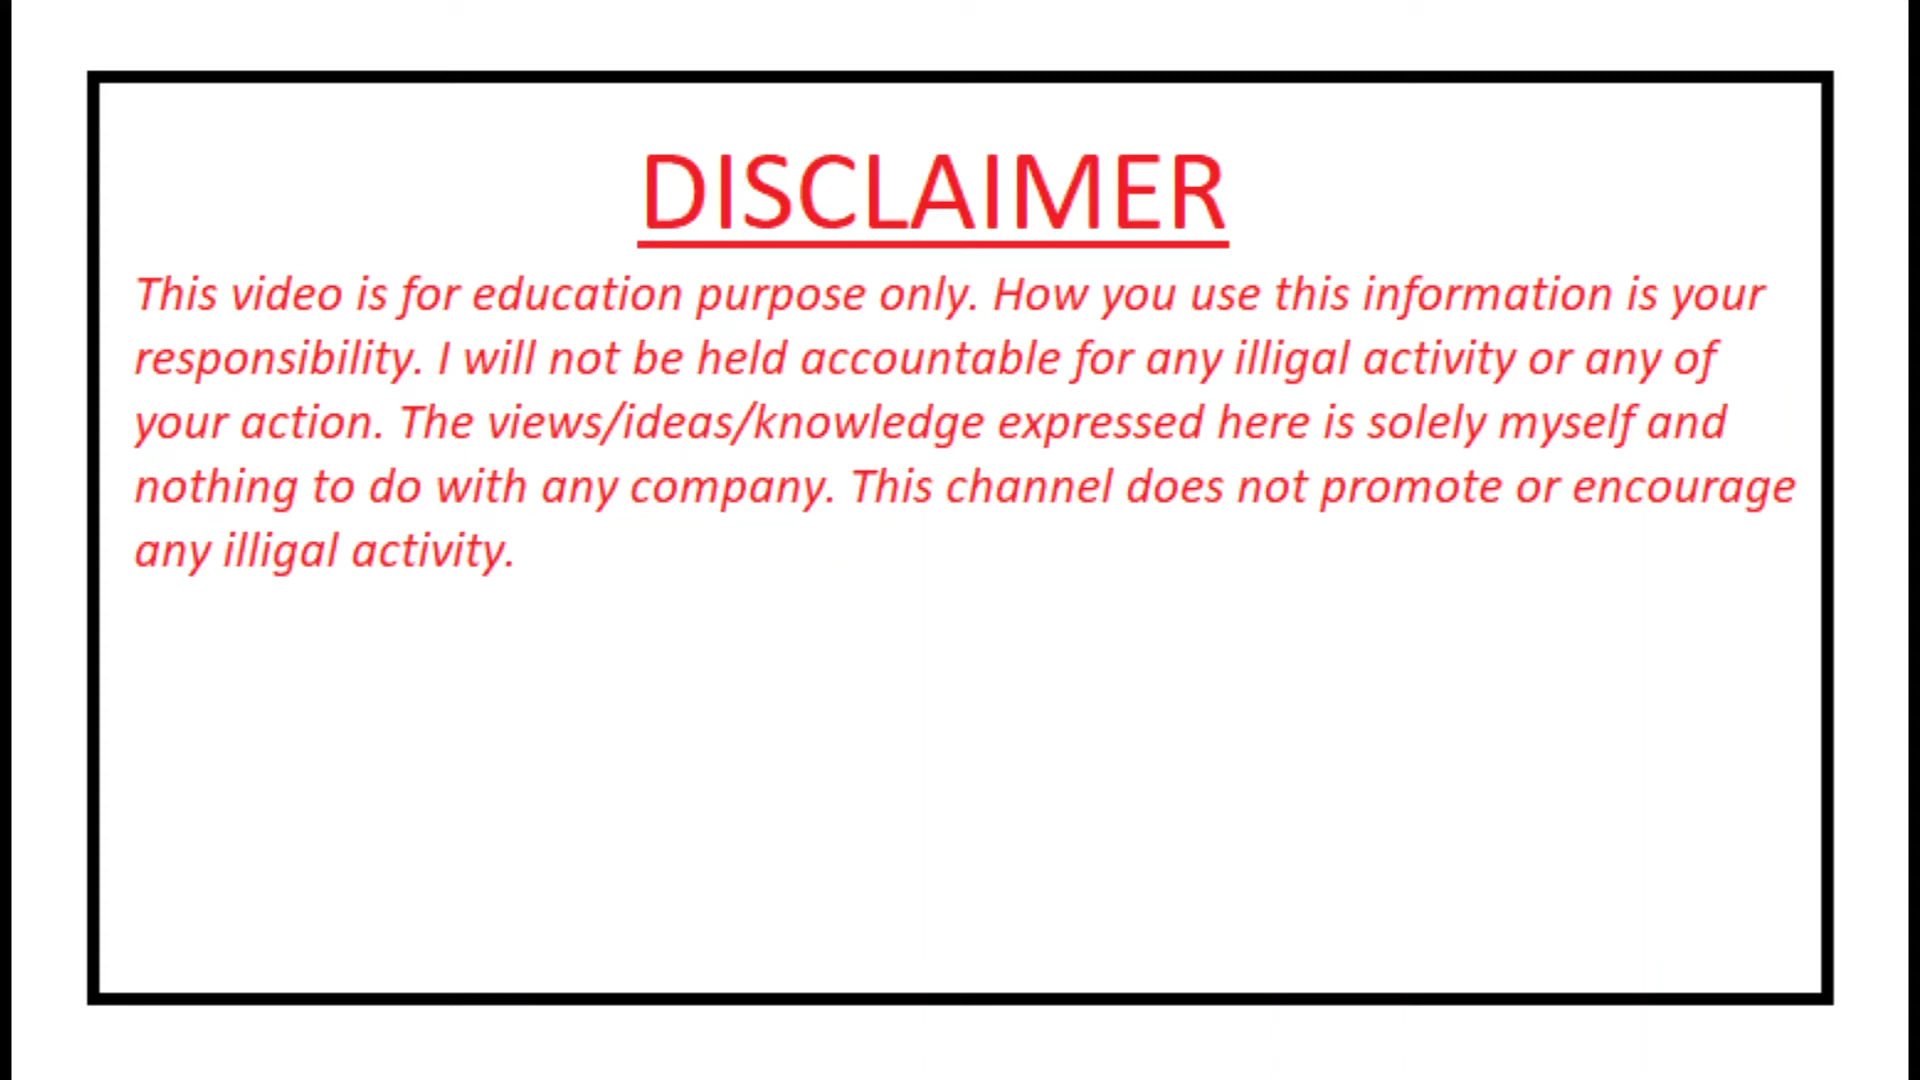 DISCLAIMER
This video is for education purpose only. How you use this information is your
responsibility. I will not be held accountable for any illigal activity or any of
your action. The views/ideas/knowledge expressed here is solely myself and
nothing to do with any company. This channel does not promote or encourage
any illigal activity.